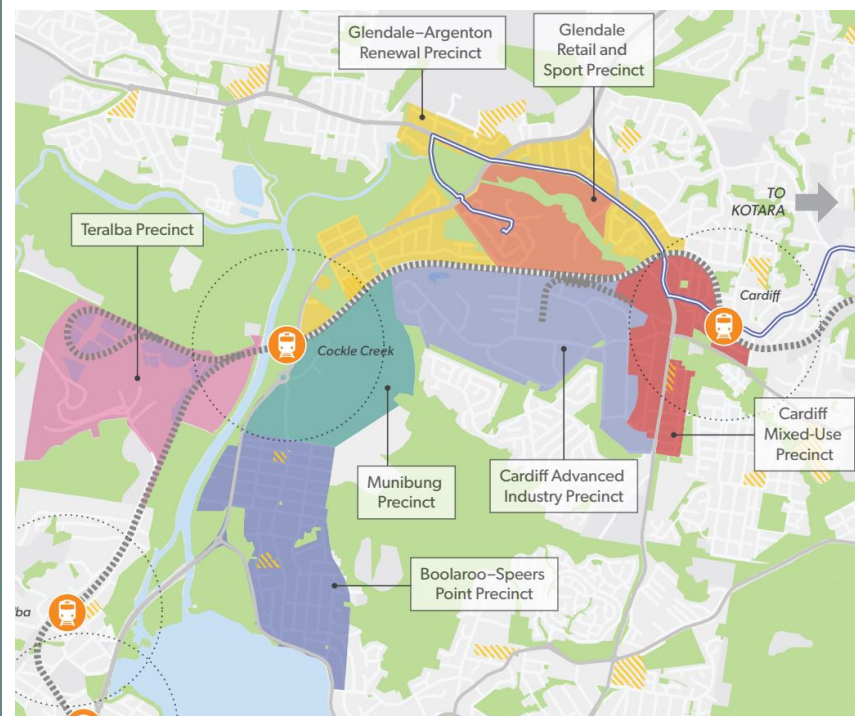 Glendale–Argenton
Renewal Precinct
Glendale
Retail and
Sport Precinct
TO
KOTARA
Teralba Precinct
Cardiff
Cockle Creek
Cardiff
Mixed-Use
Precinct
Munibung
Precinct
Cardiff Advanced
Industry Precinct
Boolaroo–Speers
Point Precinct
lba